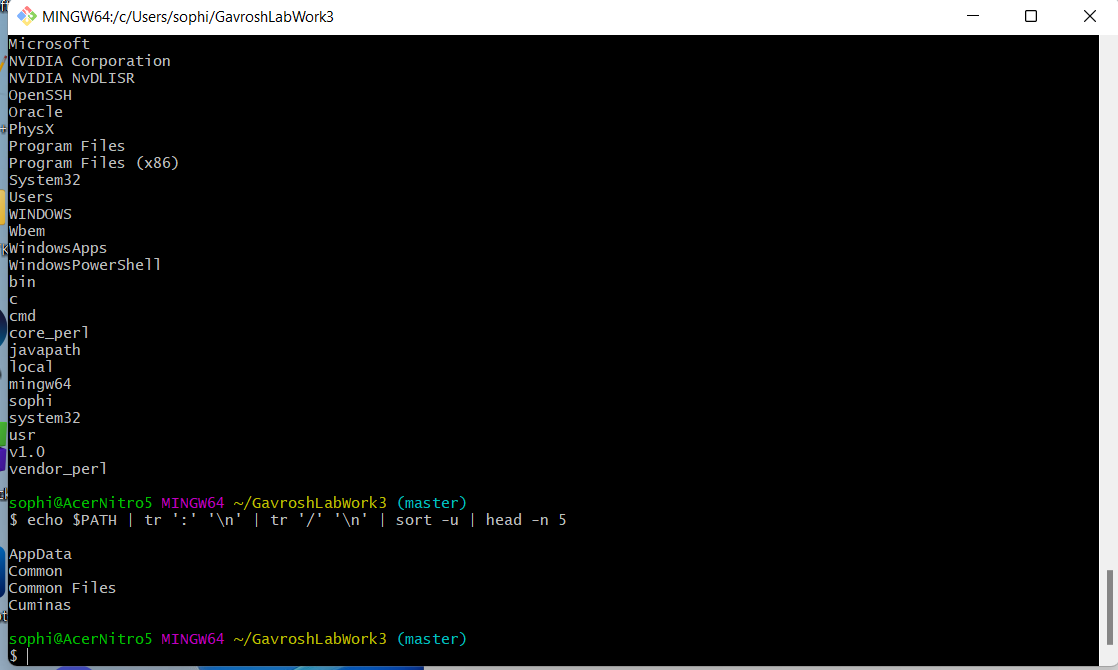 MINGW64:/c/Users/sophi/GavroshLabWork3
Microsoft
NVIDIA Corporation
NVIDIA NvDLISR
OpenSSH
Oracle
PhysX
Program Files
Program Files (x86)
System32
Users
WINDOWS
Wbem
WindowsApps
WindowsPowerShell
bin
c
cmd
core_perl
javapath
local
mingw64
sophi
system32
usr
v1.0
vendor_perl
sophi@AcerNitro5 MINGW64 ~/GavroshLabWork3 (master)
$ echo $PATH | tr ':' '\n' | tr '/' '\n' | sort -u | head -n 5
AppData
Common
Common Files
Cuminas
sophi@AcerNitro5 MINGW64 ~/GavroshLabWork3 (master)
$